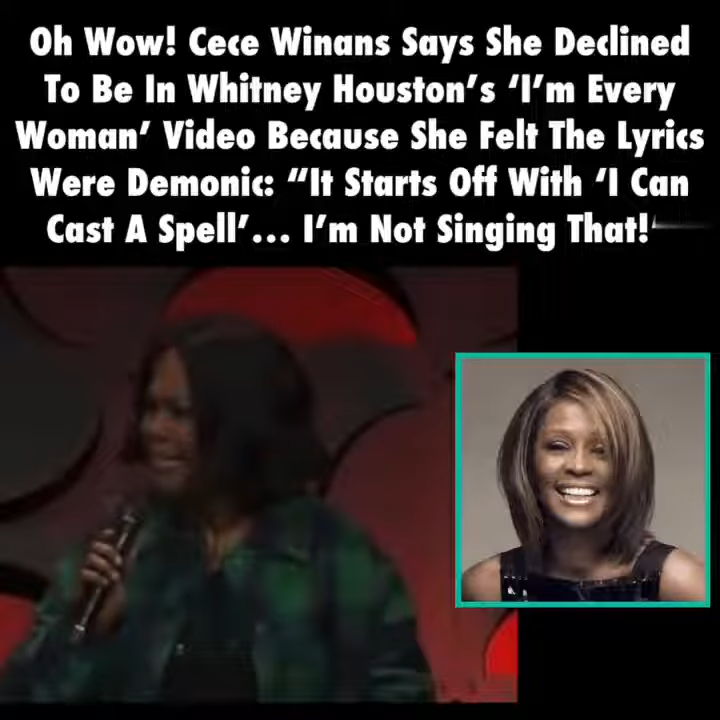 Oh Wow! Cece Winans Says She Declined
To Be In Whitney Houston's 'I'm Every
Woman' Video Because She Felt The Lyrics
Were Demonic: "It Starts Off With 'I Can
Cast A Spell'... I'm Not Singing That!'